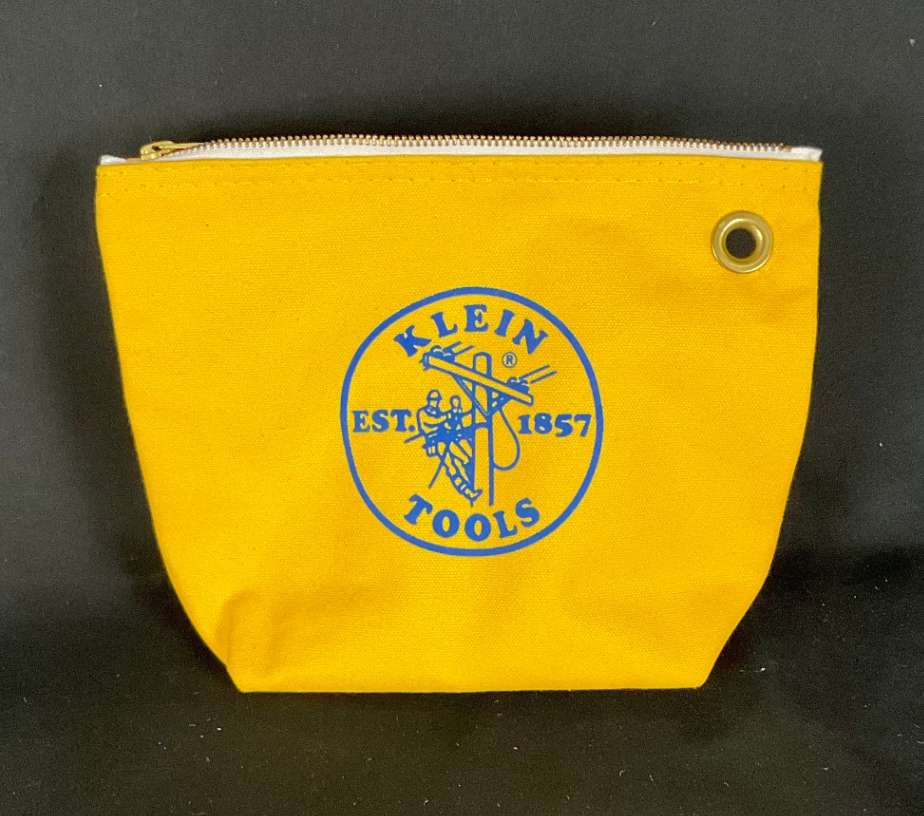 KLEIN
®
EST. 1857
TOOLS